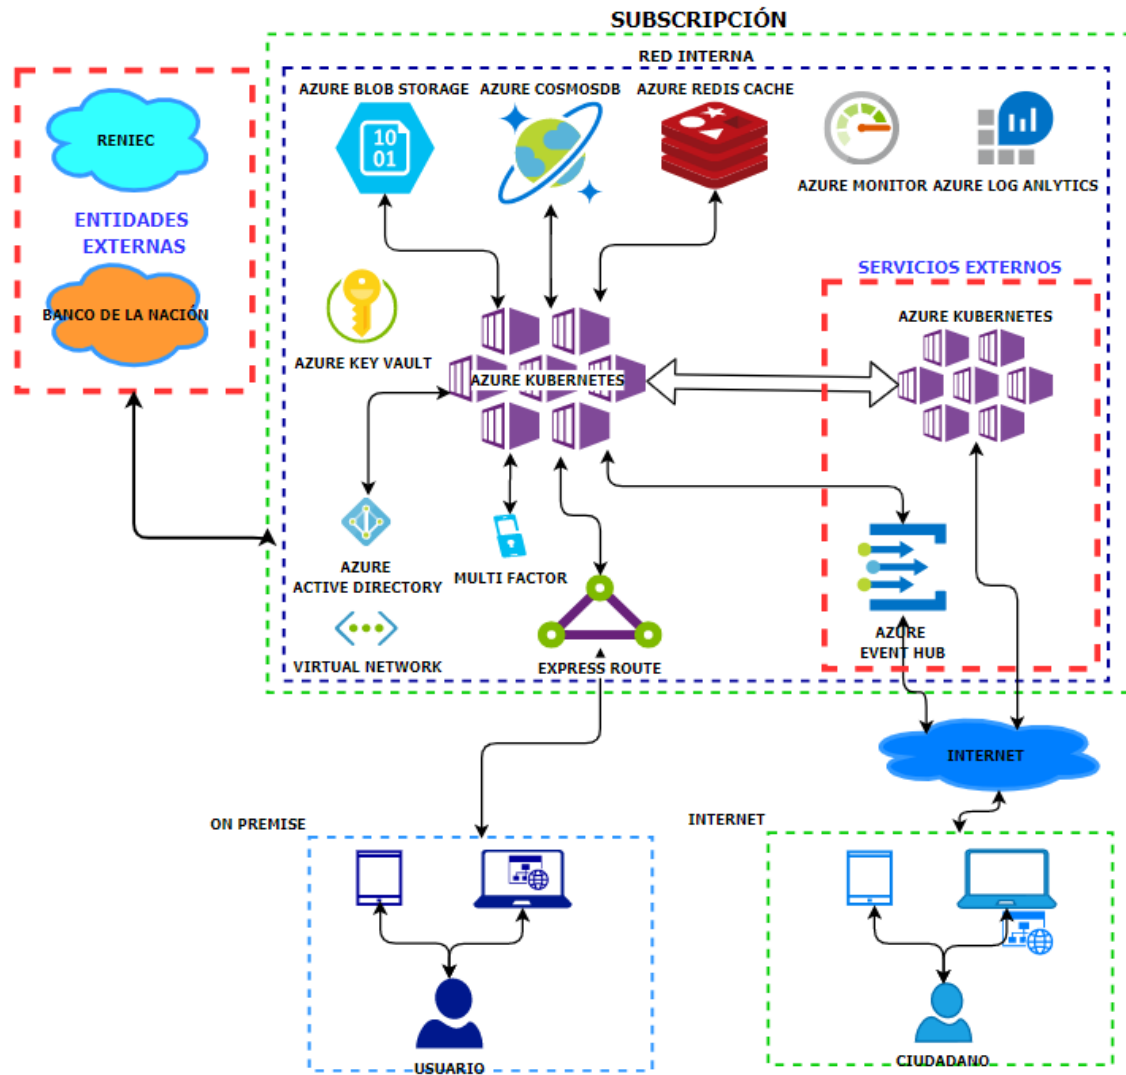 SUBSCRIPCIÓN
RED INTERNA
AZURE BLOB STORAGE
AZURE COSMOSDB
AZURE REDIS CACHE
10
01
AZURE MONITOR
AZURE LOG ANLYTICS
RENIEC
ENTIDADES
EXTERNAS
BANCO DE LA NACIÓN
AZURE KEY VAULT
AZURE KUBERNETES
SERVICIOS EXTERNOS
AZURE KUBERNETES
AZURE
ACTIVE DIRECTORY
MULTI FACTOR
VIRTUAL NETWORK
EXPRESS ROUTE
AZURE
EVENT HUB
INTERNET
ON PREMISE
USUARIO
INTERNET
CIUDADANO